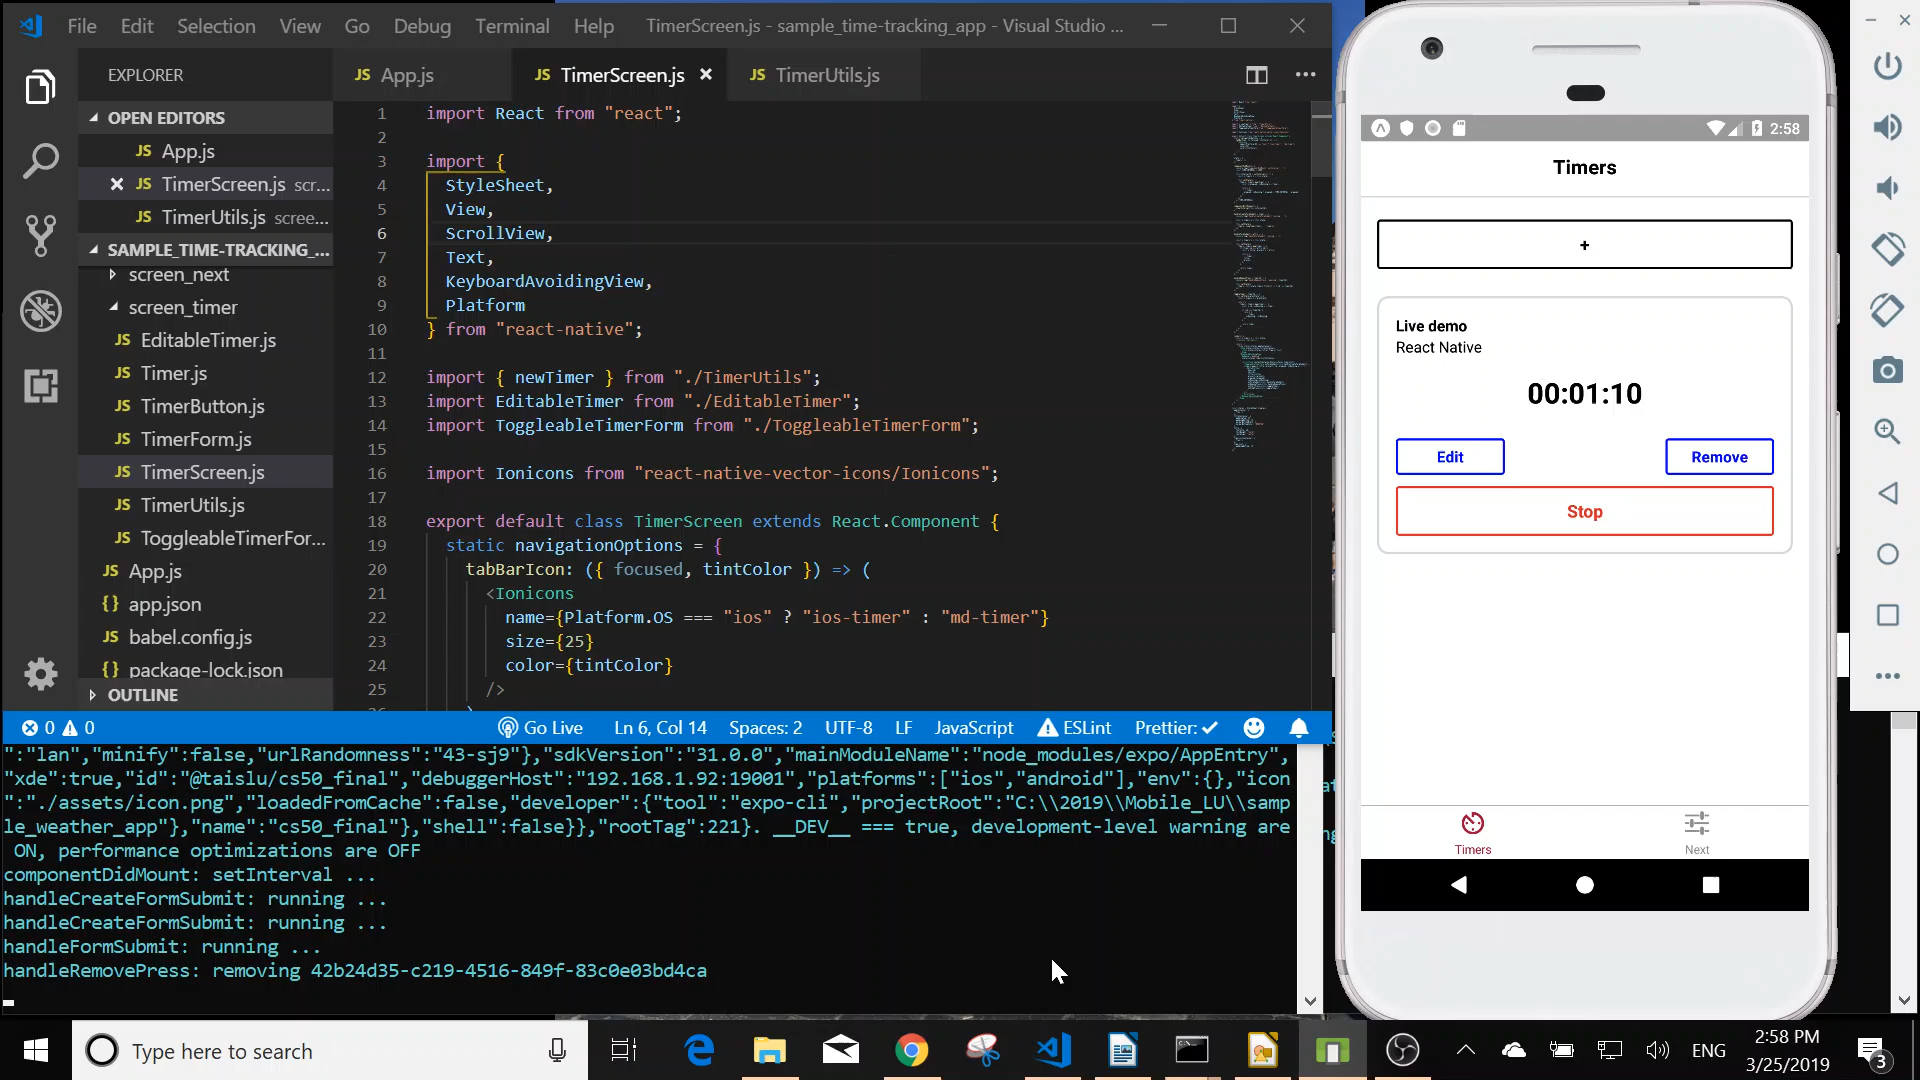 File Edit Selection View Go Debug Terminal Help TimerScreen.js - sample_time-tracking_app - Visual Studio ...
EXPLORER
OPEN EDITORS
JS App.js
JS TimerScreen.js scr...
JS TimerUtils.js scree...
SAMPLE_TIME-TRACKING_...
screen_next
screen_timer
JS EditableTimer.js
JS Timer.js
JS TimerButton.js
JS TimerForm.js
JS TimerScreen.js
JS TimerUtils.js
JS ToggleableTimerFor...
JS App.js
{} app.json
JS babel.config.js
{} package-lock.json
OUTLINE
JS App.js JS TimerScreen.js JS TimerUtils.js
1 import React from "react";
2
3 import {
4 StyleSheet,
5 View,
6 ScrollView,
7 Text,
8 KeyboardAvoidingView,
9 Platform
10 } from "react-native";
11
12 import { newTimer } from "./TimerUtils";
13 import EditableTimer from "./EditableTimer";
14 import ToggleableTimerForm from "./ToggleableTimerForm";
15
16 import Ionicons from "react-native-vector-icons/Ionicons";
17
18 export default class TimerScreen extends React.Component {
19 static navigationOptions = {
20 tabBarIcon: ({ focused, tintColor }) => (
21 <Ionicons
22 name={Platform.OS === "ios" ? "ios-timer" : "md-timer"}
23 size={25}
24 color={tintColor}
25 />
0 0 Go Live Ln 6, Col 14 Spaces: 2 UTF-8 LF JavaScript ESLint Prettier: ✓
":"lan","minify":false,"urlRandomness":"43-sj9"},"sdkVersion":"31.0.0","mainModuleName":"node_modules/expo/AppEntry",
"xde":true,"id":"@taislu/cs50_final","debuggerHost":"192.168.1.92:19001","platforms":["ios","android"],"env":{},"icon
":"./assets/icon.png","loadedFromCache":false,"developer":{"tool":"expo-cli","projectRoot":"C:\\2019\\Mobile_LU\\samp
le_weather_app"},"name":"cs50_final"},"shell":false}},"rootTag":221}. __DEV__ === true, development-level warning are
ON, performance optimizations are OFF
componentDidMount: setInterval ...
handleCreateFormSubmit: running ...
handleCreateFormSubmit: running ...
handleFormSubmit: running ...
handleRemovePress: removing 42b24d35-c219-4516-849f-83c0e03bd4ca
2:58
Timers
+
Live demo
React Native
00:01:10
Edit Remove
Stop
Timers Next
Type here to search
ENG
2:58 PM
3/25/2019
3